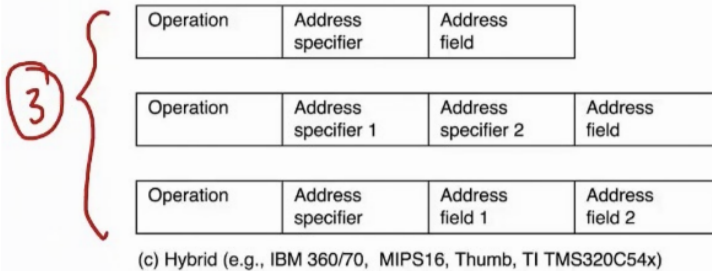 Operation Address Address
specifier field
3
Operation Address Address Address
specifier 1 specifier 2 field
Operation Address Address Address
specifier field 1 field 2
(c) Hybrid (e.g., IBM 360/70, MIPS16, Thumb, TI TMS320C54x)